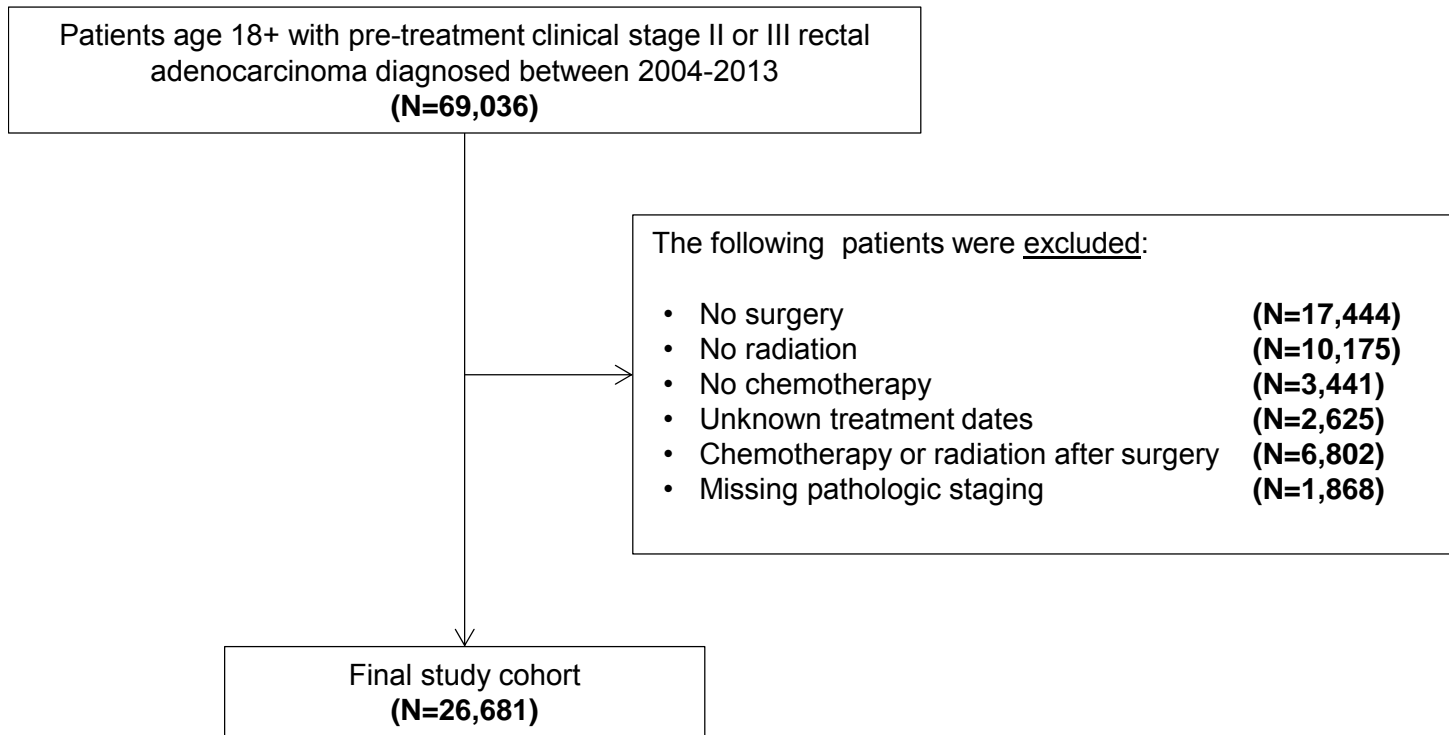 Patients age 18+ with pre-treatment clinical stage II or III rectal
adenocarcinoma diagnosed between 2004-2013
(N=69,036)
The following patients were excluded:
• No surgery (N=17,444)
• No radiation (N=10,175)
• No chemotherapy (N=3,441)
• Unknown treatment dates (N=2,625)
• Chemotherapy or radiation after surgery (N=6,802)
• Missing pathologic staging (N=1,868)
Final study cohort
(N=26,681)